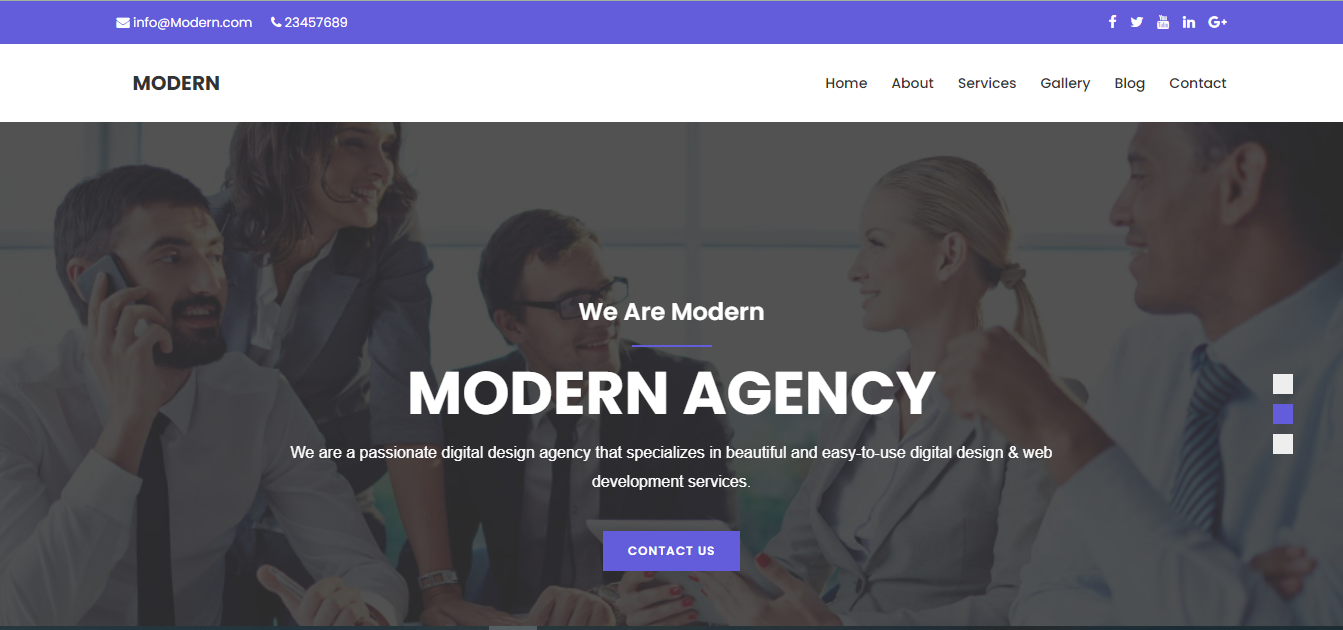 info@Modern.com 23457689
MODERN
Home About Services Gallery Blog Contact
We Are Modern
MODERN AGENCY
We are a passionate digital design agency that specializes in beautiful and easy-to-use digital design & web
development services.
CONTACT US